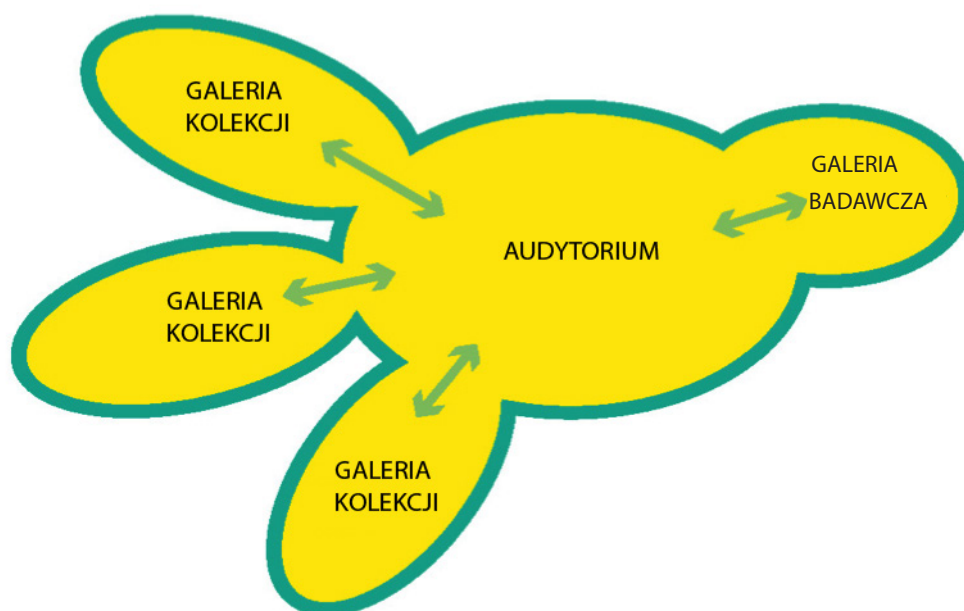 GALERIA
KOLEKCJI
GALERIA
BADAWCZA
AUDYTORIUM
GALERIA
KOLEKCJI
GALERIA
KOLEKCJI